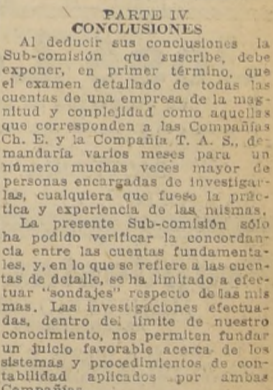 PARTE IV
CONCLUSIONES
Al deducir sus conclusiones la
Sub-comisión que suscribe, debe
exponer, en primer término, que
el examen detallado de todas las
cuentas de una empresa de la mag-
nitud y conplejidad como aquellas
que corresponden a las Compañías
Ch. E. y la Compañía T. A. S., de-
mandaría varios meses para un
número muchas veces mayor de
personas encargadas de investigar-
las, cualquiera que fuese la prác-
tica y experiencia de las mismas.
La presente Sub-comisión sólo
ha podido verificar la concordan-
cia entre las cuentas fundamenta-
les, y, en lo que se refiere a las cuen-
tas de detalle, se ha limitado a efec-
tuar "sondajes" respecto de las mis
mas. Las investigaciones efectua-
das, dentro del límite de nuestro
conocimiento, nos permiten fundar
un juicio favorable acerca de los
sistemas y procedimientos de con-
tabilidad aplicados por ambas